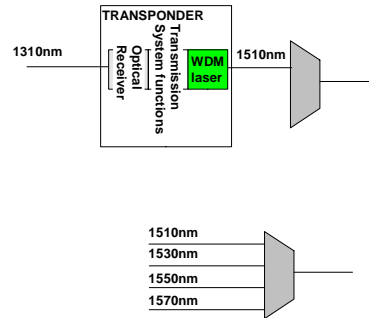 TRANSPONDER
1310nm
Optical
Receiver
Transmission
System functions
WDM
laser
1510nm
1510nm
1530nm
1550nm
1570nm